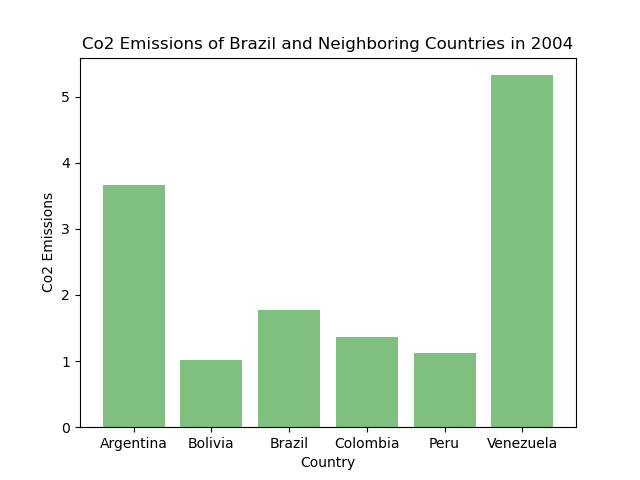 Co2 Emissions of Brazil and Neighboring Countries in 2004
5
4
3
2
1
0
Co2 Emissions
Argentina Bolivia Brazil Colombia Peru Venezuela
Country